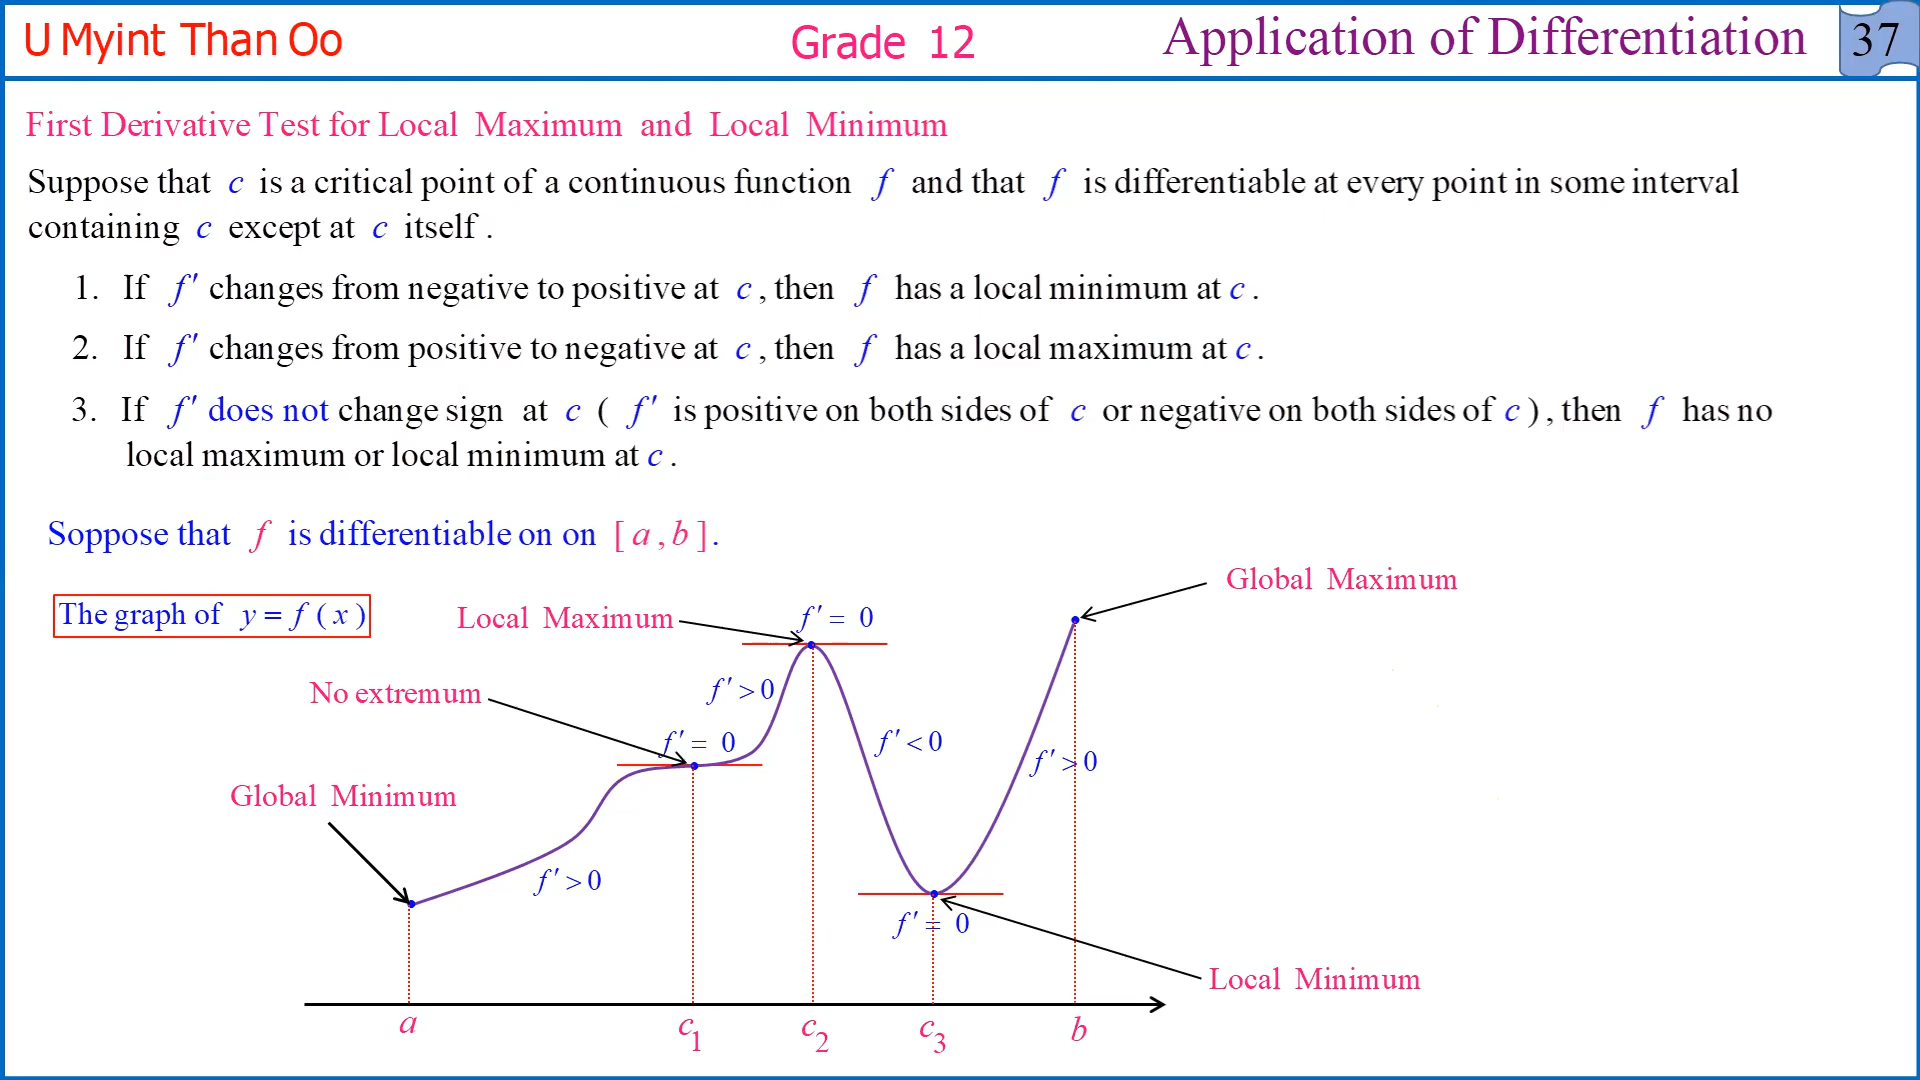 U Myint Than Oo
Grade 12
Application of Differentiation
37
First Derivative Test for Local Maximum and Local Minimum
Suppose that c is a critical point of a continuous function f and that f is differentiable at every point in some interval
containing c except at c itself .
1. If f′ changes from negative to positive at c , then f has a local minimum at c .
2. If f′ changes from positive to negative at c , then f has a local maximum at c .
3. If f′ does not change sign at c ( f′ is positive on both sides of c or negative on both sides of c ) , then f has no
local maximum or local minimum at c .
Soppose that f is differentiable on on [ a , b ] .
Global Maximum
The graph of y = f ( x )
Local Maximum
f′ = 0
No extremum
f′ > 0
f′ = 0
f′ < 0
f′ > 0
Global Minimum
f′ > 0
f′ = 0
Local Minimum
a
c1
c2
c3
b